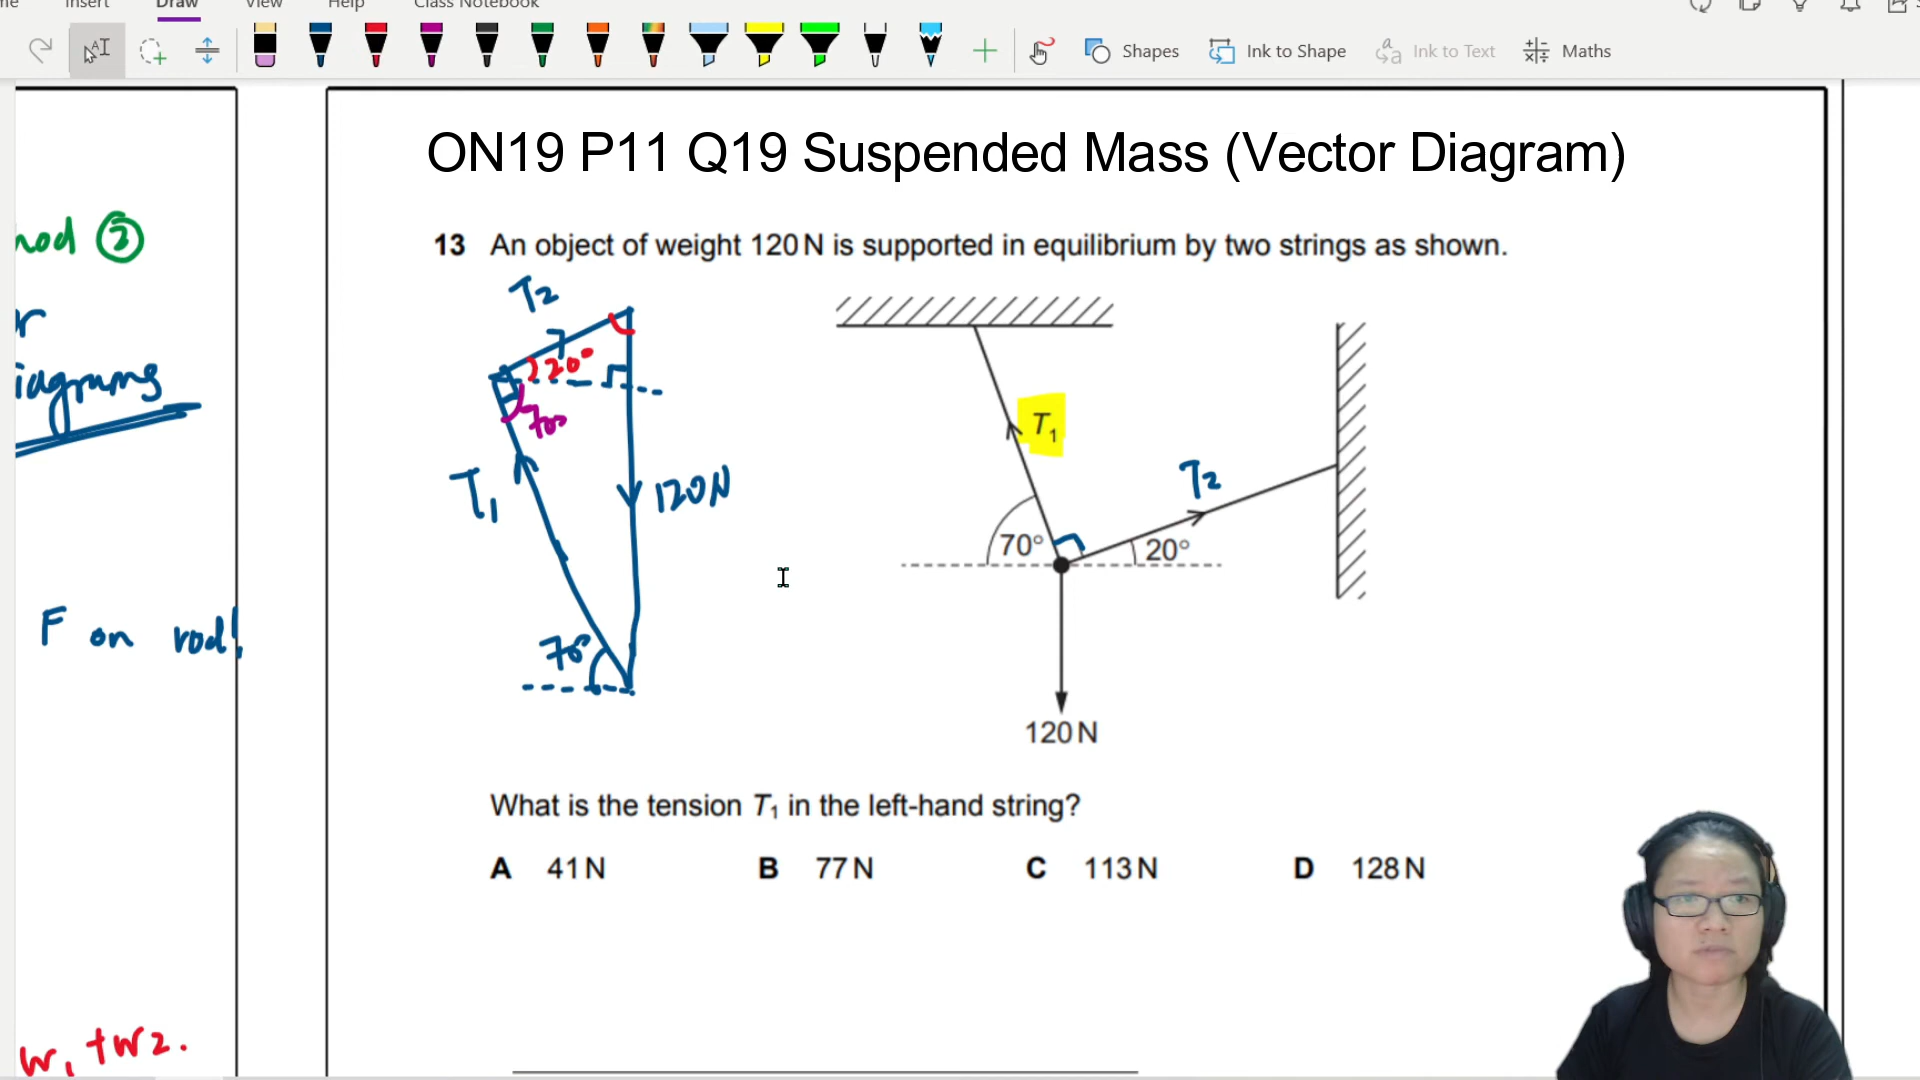 Insert Draw View Help Class Notebook
Shapes Ink to Shape Ink to Text Maths
ON19 P11 Q19 Suspended Mass (Vector Diagram)
13 An object of weight 120 N is supported in equilibrium by two strings as shown.
②
T₂
20°
70°
T₁
120N
70°
T₁
T₂
70°
20°
120 N
F on rod!
What is the tension T₁ in the left-hand string?
A 41 N B 77 N C 113 N D 128 N
W₁ + W2.